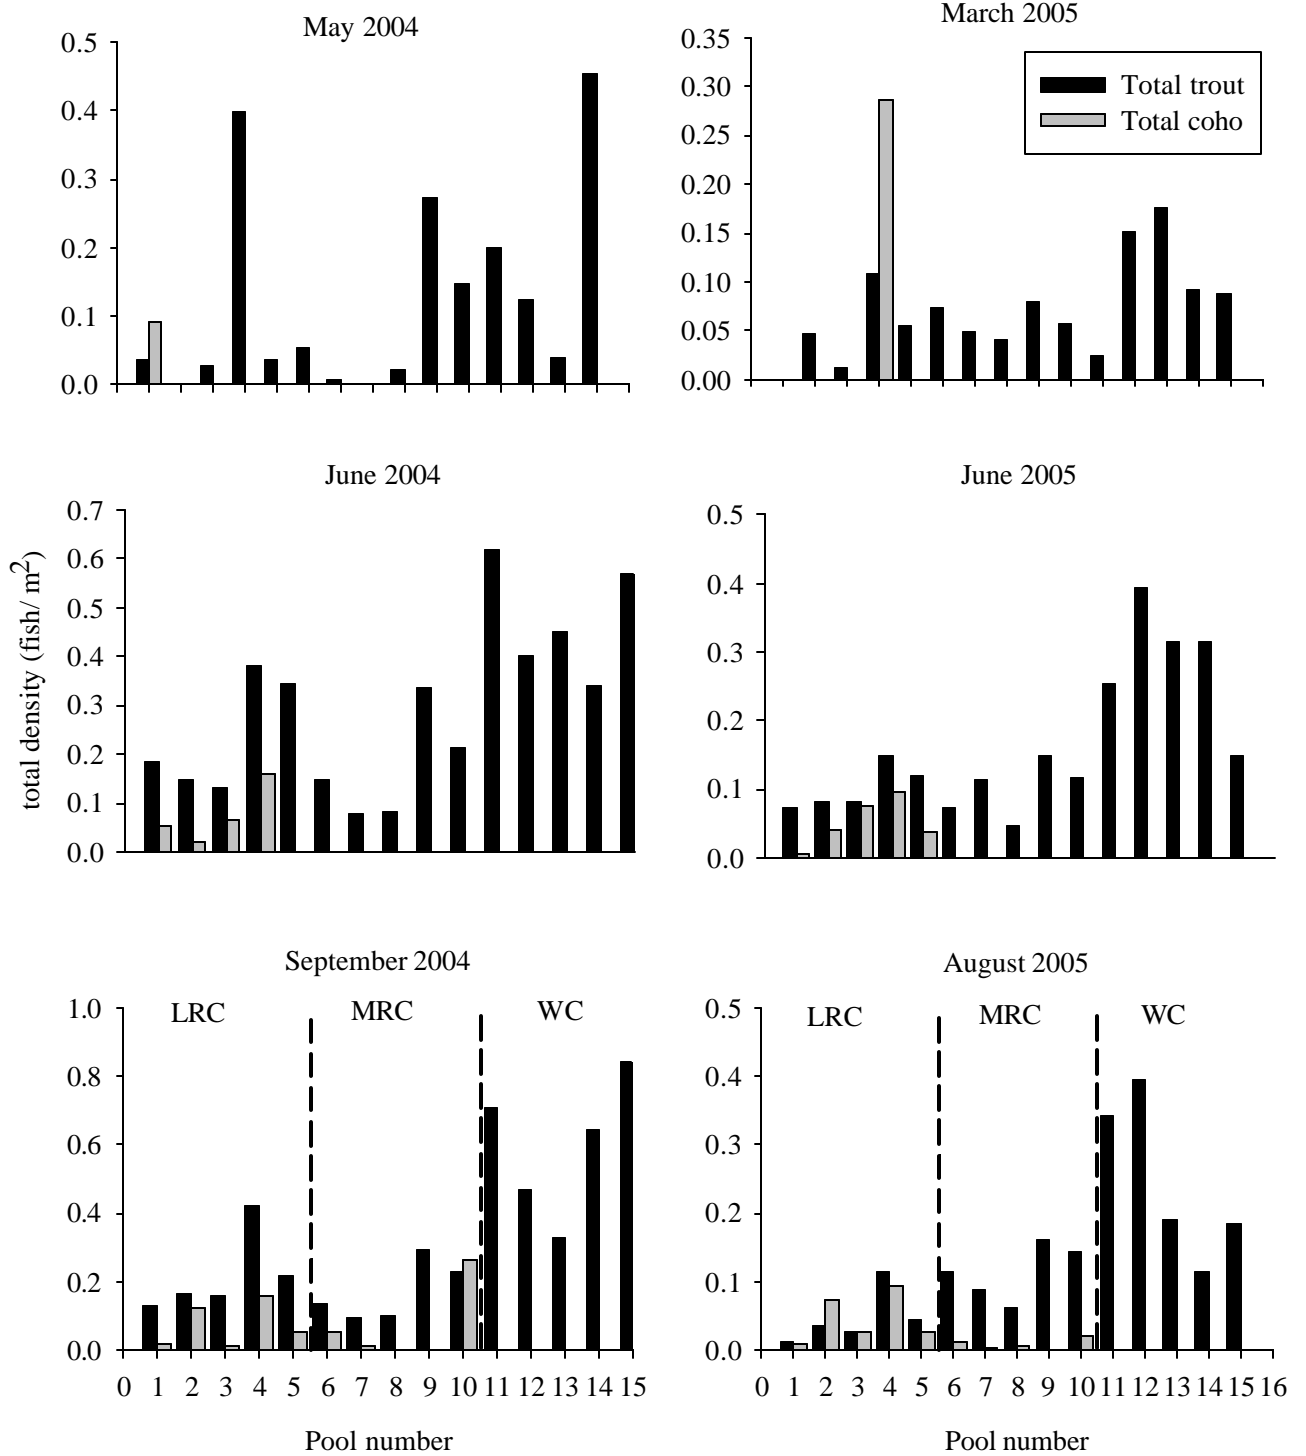 May 2004
0.5
0.4
0.3
0.2
0.1
0.0
March 2005
0.35
0.30
0.25
0.20
0.15
0.10
0.05
0.00
Total trout
Total coho
total density (fish/ m²)
June 2004
0.7
0.6
0.5
0.4
0.3
0.2
0.1
0.0
June 2005
0.5
0.4
0.3
0.2
0.1
0.0
September 2004
1.0
0.8
0.6
0.4
0.2
0.0
LRC MRC WC
0 1 2 3 4 5 6 7 8 9 10 11 12 13 14 15
Pool number
August 2005
0.5
0.4
0.3
0.2
0.1
0.0
LRC MRC WC
0 1 2 3 4 5 6 7 8 9 10 11 12 13 14 15 16
Pool number